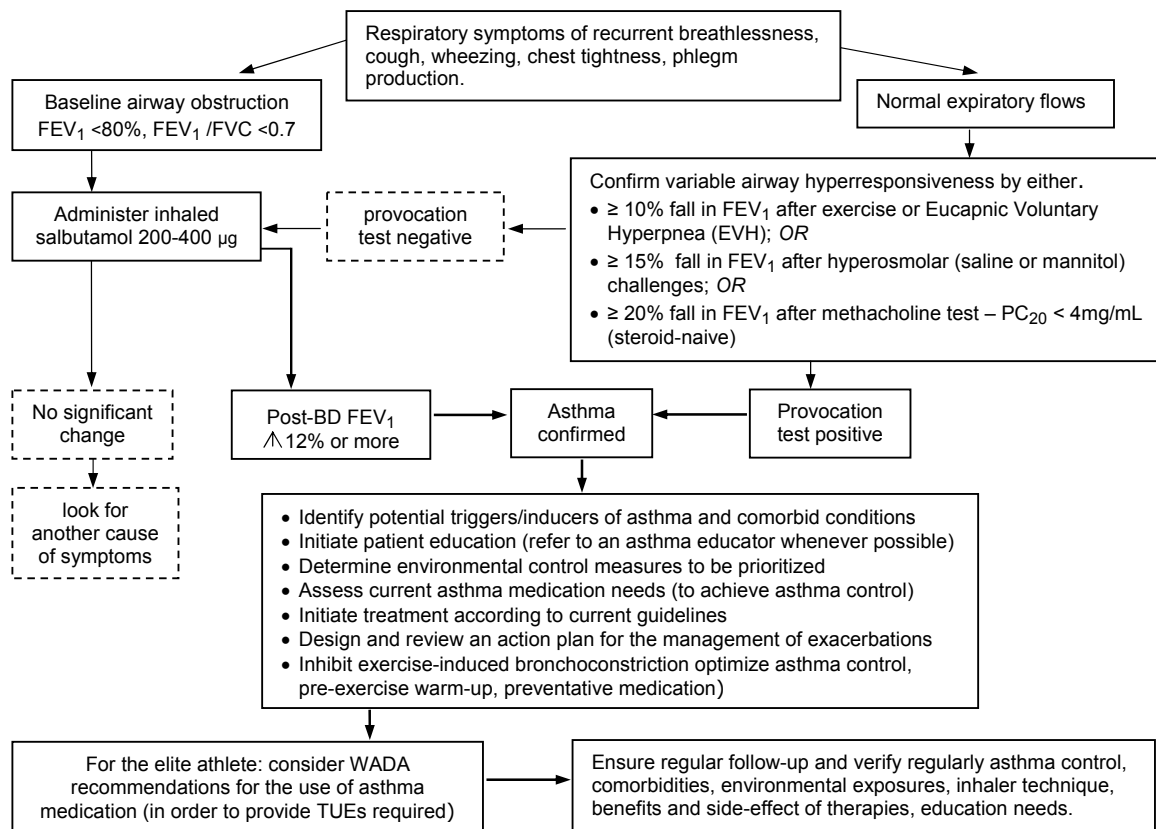 Respiratory symptoms of recurrent breathlessness,
cough, wheezing, chest tightness, phlegm
production.
Baseline airway obstruction
FEV1 <80%, FEV1 /FVC <0.7
Normal expiratory flows
Administer inhaled
salbutamol 200-400 µg
provocation
test negative
Confirm variable airway hyperresponsiveness by either.
• ≥ 10% fall in FEV1 after exercise or Eucapnic Voluntary
Hyperpnea (EVH); OR
• ≥ 15% fall in FEV1 after hyperosmolar (saline or mannitol)
challenges; OR
• ≥ 20% fall in FEV1 after methacholine test – PC20 < 4mg/mL
(steroid-naive)
No significant
change
Post-BD FEV1
12% or more
Asthma
confirmed
Provocation
test positive
look for
another cause
of symptoms
• Identify potential triggers/inducers of asthma and comorbid conditions
• Initiate patient education (refer to an asthma educator whenever possible)
• Determine environmental control measures to be prioritized
• Assess current asthma medication needs (to achieve asthma control)
• Initiate treatment according to current guidelines
• Design and review an action plan for the management of exacerbations
• Inhibit exercise-induced bronchoconstriction optimize asthma control,
pre-exercise warm-up, preventative medication)
For the elite athlete: consider WADA
recommendations for the use of asthma
medication (in order to provide TUEs required)
Ensure regular follow-up and verify regularly asthma control,
comorbidities, environmental exposures, inhaler technique,
benefits and side-effect of therapies, education needs.